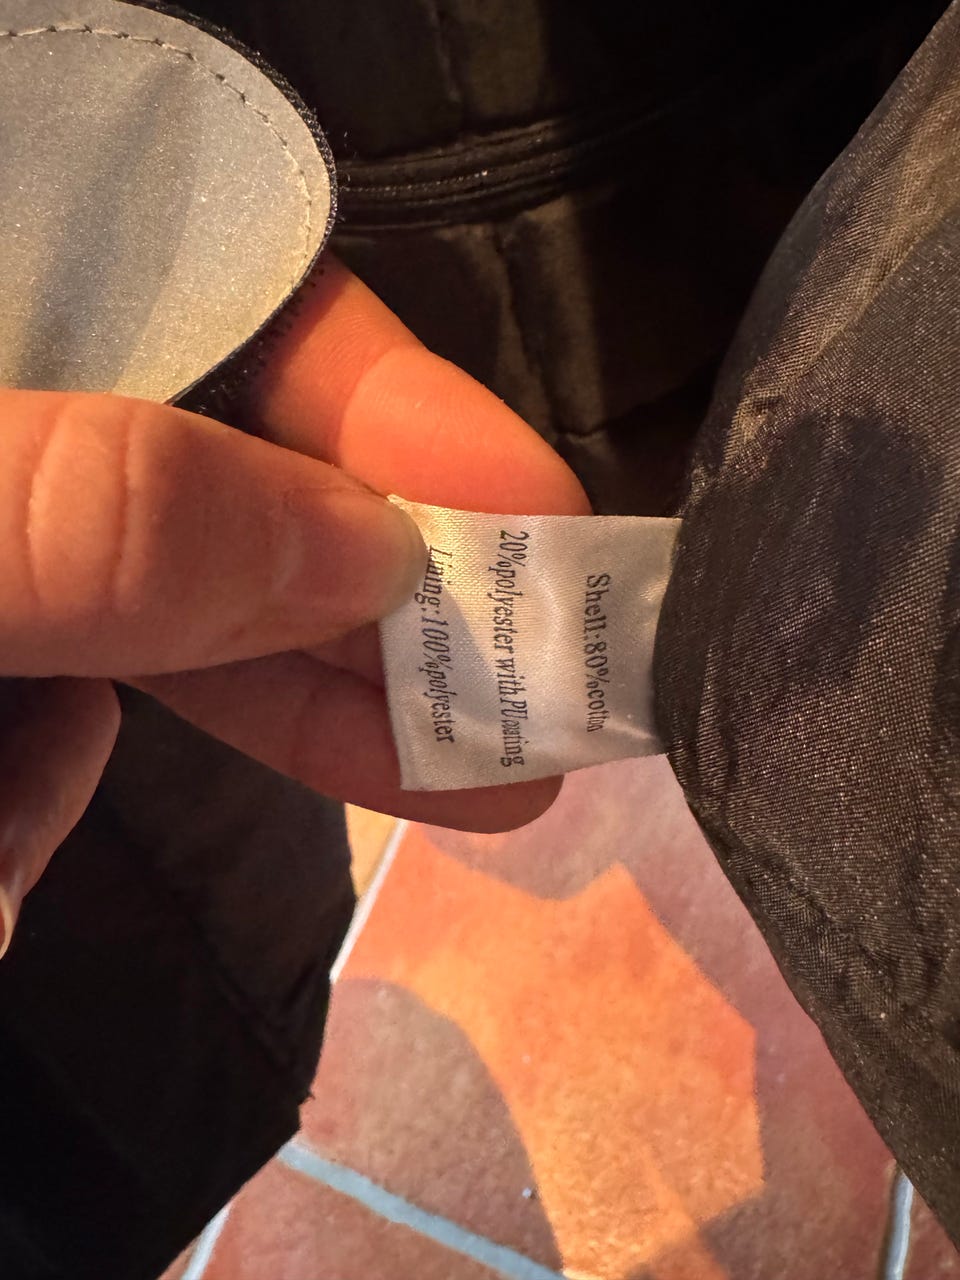 Shell:80%cotton
20%polyester with PU coating
Lining:100%polyester